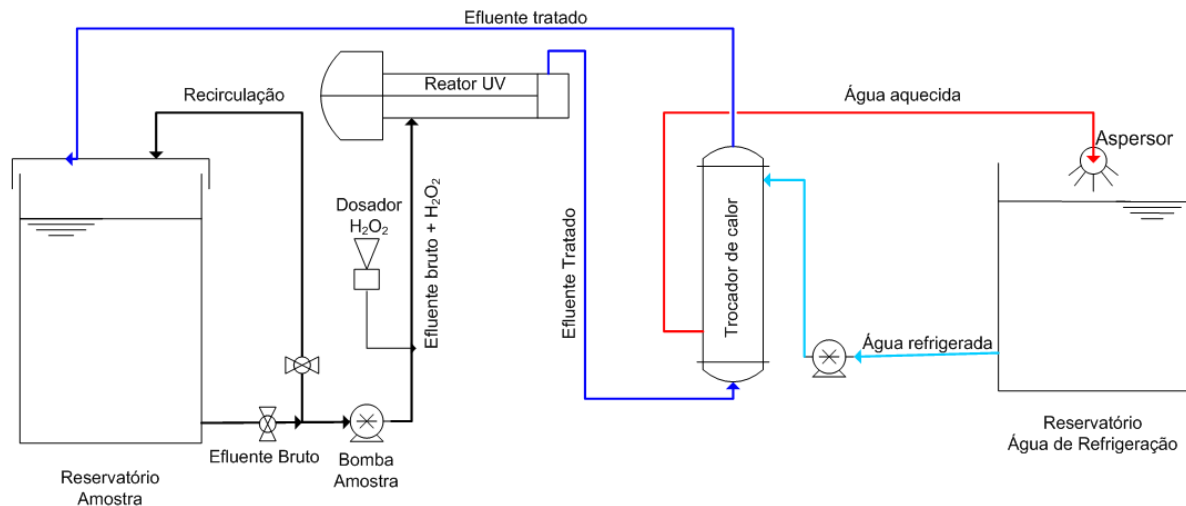 Efluente tratado
Recirculação
Reator UV
Água aquecida
Aspersor
Dosador
H₂O₂
Efluente bruto + H₂O₂
Efluente Tratado
Trocador de calor
Água refrigerada
Efluente Bruto
Bomba
Amostra
Reservatório
Amostra
Reservatório
Água de Refrigeração